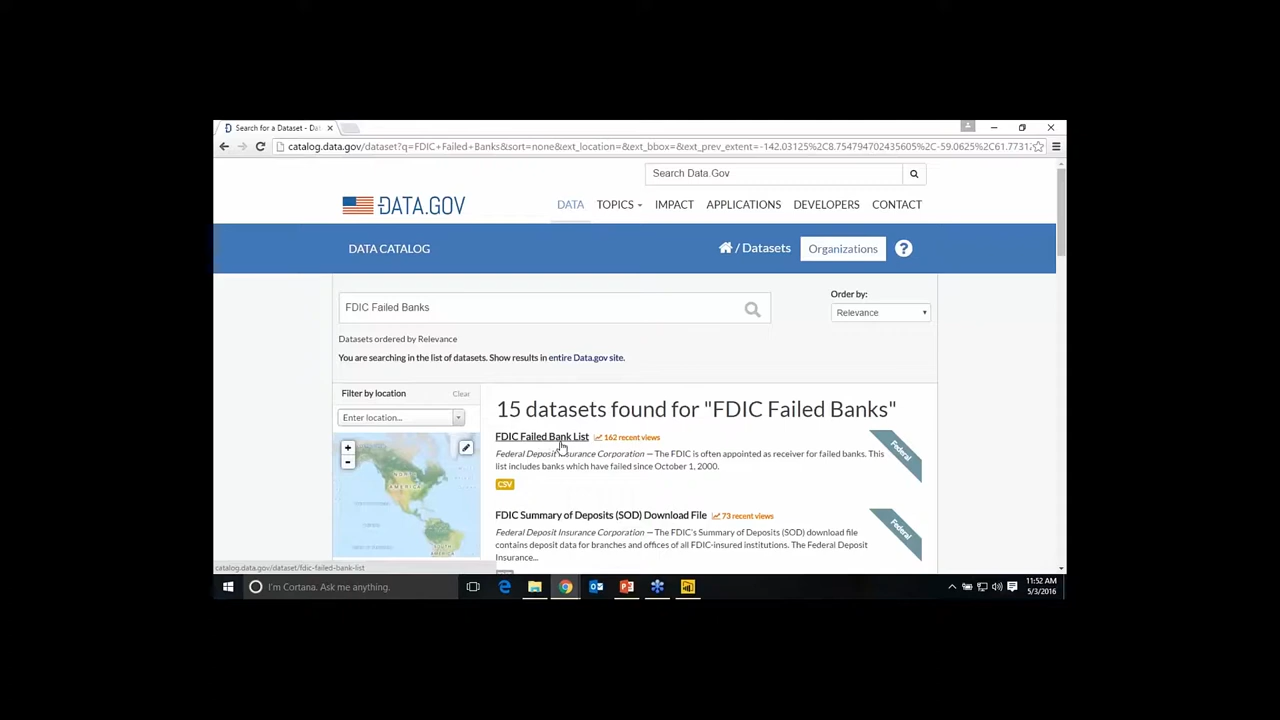 Search for a Dataset - Dat
catalog.data.gov/dataset?q=FDIC+Failed+Banks&sort=none&ext_location=&ext_bbox=&ext_prev_extent=-142.03125%2C8.754794702435605%2C-59.0625%2C61.7731
Search Data.Gov
DATA.GOV
DATA TOPICS IMPACT APPLICATIONS DEVELOPERS CONTACT
DATA CATALOG
/ Datasets Organizations ?
FDIC Failed Banks
Order by:
Relevance
Datasets ordered by Relevance
You are searching in the list of datasets. Show results in entire Data.gov site.
Filter by location Clear
Enter location...
+
-
NORTH
AMERICA
SOUTH
AMERICA
15 datasets found for "FDIC Failed Banks"
FDIC Failed Bank List 162 recent views
Federal Deposit Insurance Corporation — The FDIC is often appointed as receiver for failed banks. This
list includes banks which have failed since October 1, 2000.
CSV
Federal
FDIC Summary of Deposits (SOD) Download File 73 recent views
Federal Deposit Insurance Corporation — The FDIC's Summary of Deposits (SOD) download file
contains deposit data for branches and offices of all FDIC-insured institutions. The Federal Deposit
Insurance...
Federal
catalog.data.gov/dataset/fdic-failed-bank-list
I'm Cortana. Ask me anything.
11:52 AM
5/3/2016